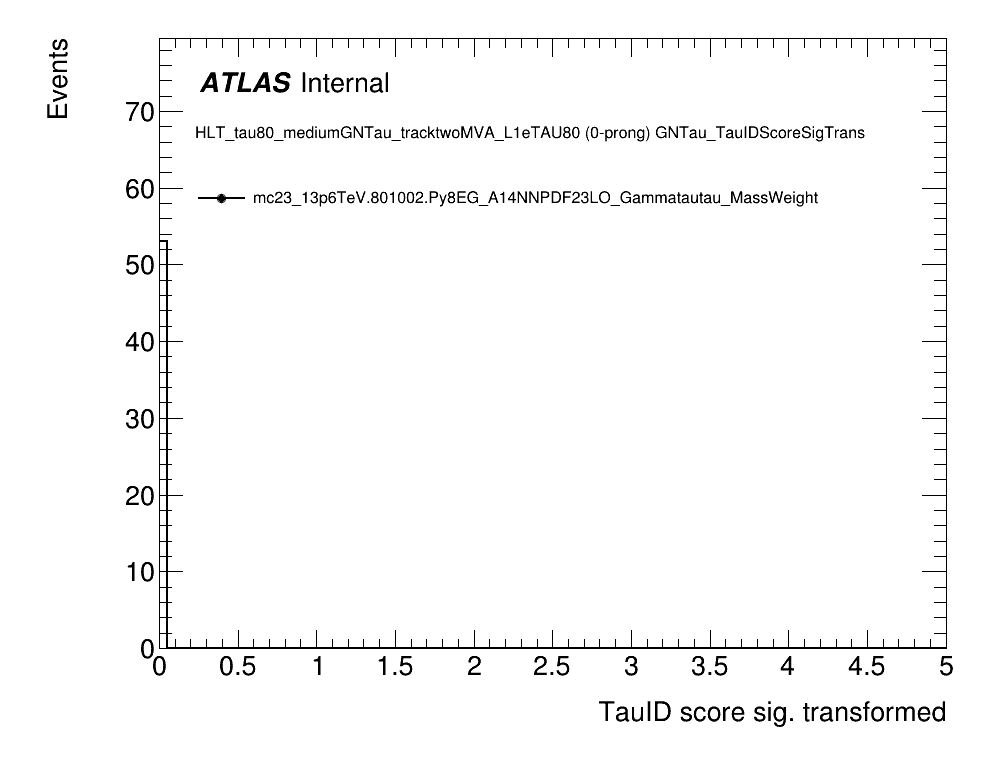 Events
ATLAS Internal
HLT_tau80_mediumGNTau_tracktwoMVA_L1eTAU80 (0-prong) GNTau_TauIDScoreSigTrans
mc23_13p6TeV.801002.Py8EG_A14NNPDF23LO_Gammatautau_MassWeight
70
60
50
40
30
20
10
0
0 0.5 1 1.5 2 2.5 3 3.5 4 4.5 5
TauID score sig. transformed